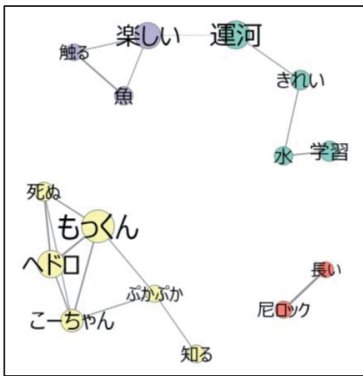 楽しい
運河
触る
魚
きれい
水
学習
死ぬ
もっくん
ヘドロ
こーちゃん
ぷかぷか
知る
長い
尼ロック